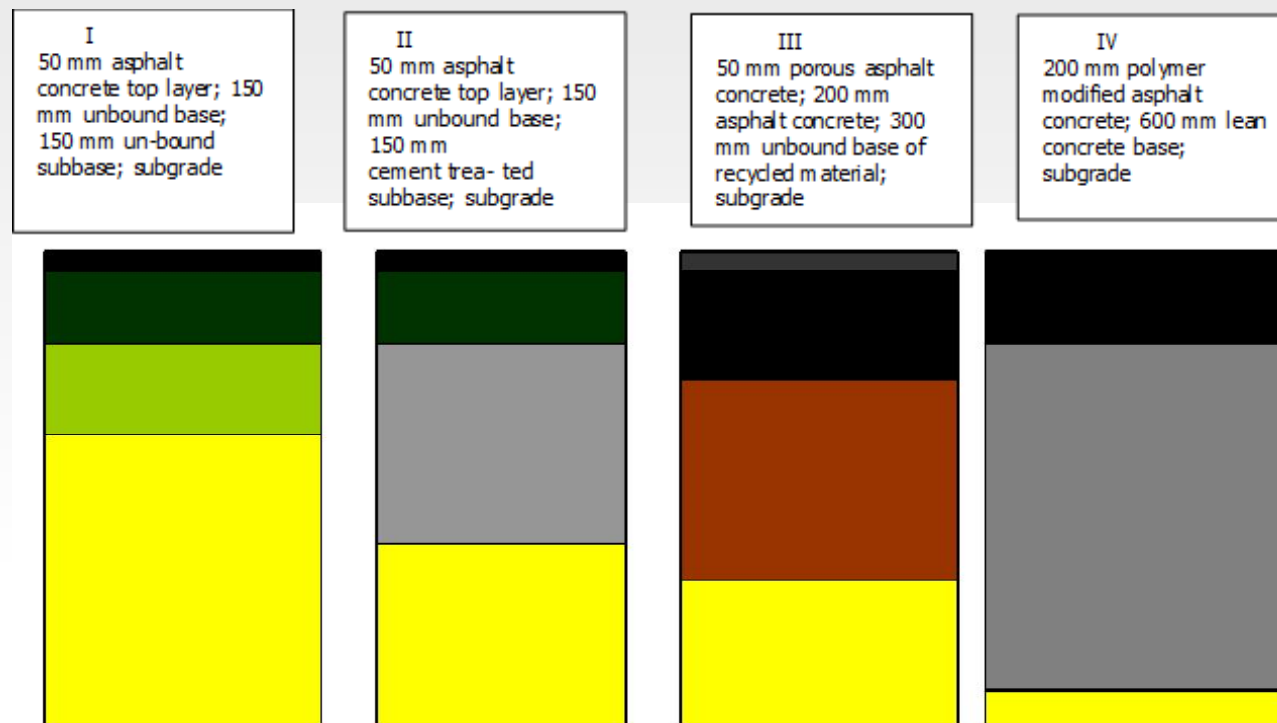 I
50 mm asphalt
concrete top layer; 150
mm unbound base;
150 mm un-bound
subbase; subgrade
II
50 mm asphalt
concrete top layer; 150
mm unbound base;
150 mm
cement trea- ted
subbase; subgrade
III
50 mm porous asphalt
concrete; 200 mm
asphalt concrete; 300
mm unbound base of
recycled material;
subgrade
IV
200 mm polymer
modified asphalt
concrete; 600 mm lean
concrete base;
subgrade